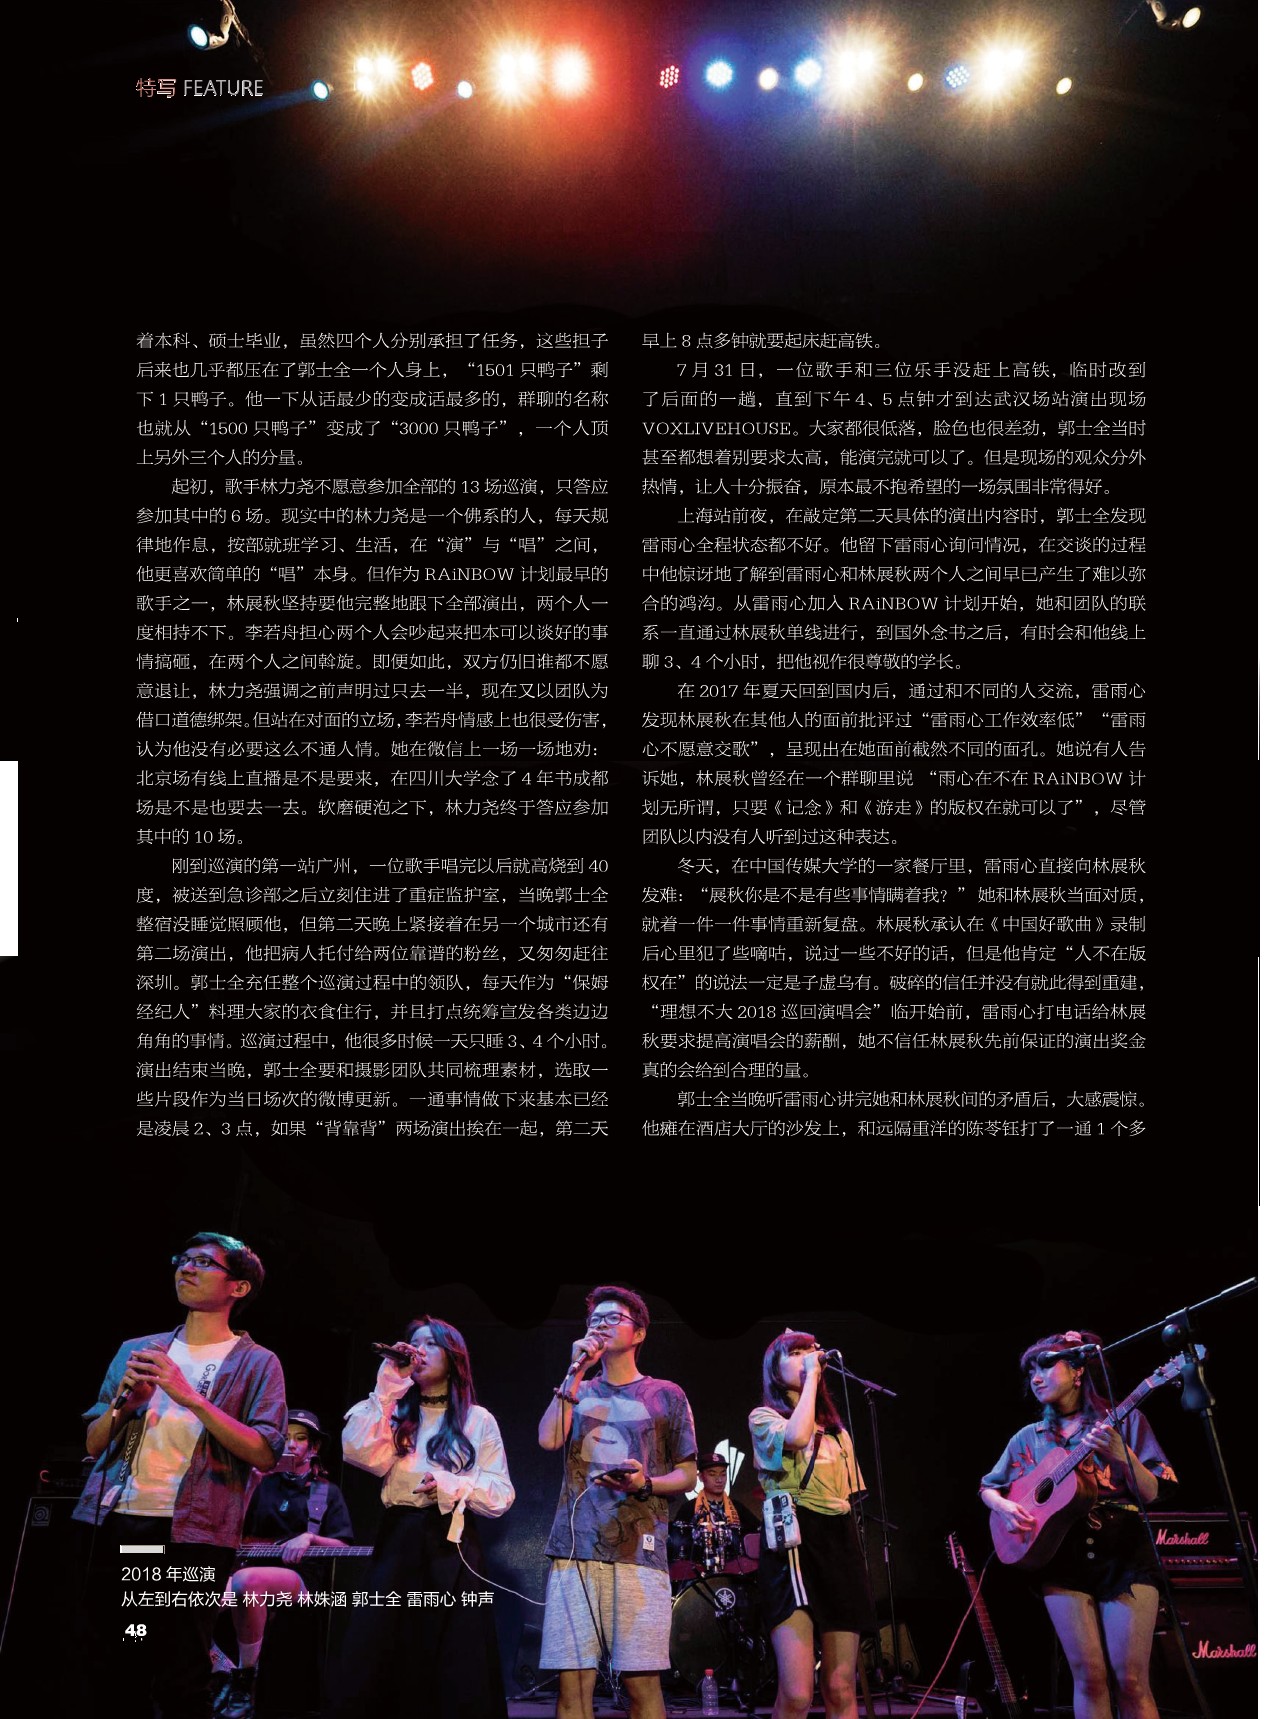 特写 FEATURE
着本科、硕士毕业，虽然四个人分别承担了任务，这些担子
后来也几乎都压在了郭士全一个人身上，“1501 只鸭子”剩
下 1 只鸭子。他一下从话最少的变成话最多的，群聊的名称
也就从“1500 只鸭子”变成了“3000 只鸭子”，一个人顶
上另外三个人的分量。
起初，歌手林力尧不愿意参加全部的 13 场巡演，只答应
参加其中的 6 场。现实中的林力尧是一个佛系的人，每天规
律地作息，按部就班学习、生活，在“演”与“唱”之间，
他更喜欢简单的“唱”本身。但作为 RAiNBOW 计划最早的
歌手之一，林展秋坚持要他完整地跟下全部演出，两个人一
度相持不下。李若舟担心两个人会吵起来把本可以谈好的事
情搞砸，在两个人之间斡旋。即便如此，双方仍旧谁都不愿
意退让，林力尧强调之前声明过只去一半，现在又以团队为
借口道德绑架。但站在对面的立场，李若舟情感上也很受伤害，
认为他没有必要这么不通人情。她在微信上一场一场地劝：
北京场有线上直播是不是要来，在四川大学念了 4 年书成都
场是不是也要去一去。软磨硬泡之下，林力尧终于答应参加
其中的 10 场。
刚到巡演的第一站广州，一位歌手唱完以后就高烧到 40
度，被送到急诊部之后立刻住进了重症监护室，当晚郭士全
整宿没睡觉照顾他，但第二天晚上紧接着在另一个城市还有
第二场演出，他把病人托付给两位靠谱的粉丝，又匆匆赶往
深圳。郭士全充任整个巡演过程中的领队，每天作为“保姆
经纪人”料理大家的衣食住行，并且打点统筹宣发各类边边
角角的事情。巡演过程中，他很多时候一天只睡 3、4 个小时。
演出结束当晚，郭士全要和摄影团队共同梳理素材，选取一
些片段作为当日场次的微博更新。一通事情做下来基本已经
是凌晨 2、3 点，如果“背靠背”两场演出挨在一起，第二天
早上 8 点多钟就要起床赶高铁。
7 月 31 日，一位歌手和三位乐手没赶上高铁，临时改到
了后面的一趟，直到下午 4、5 点钟才到达武汉场站演出现场
VOXLIVEHOUSE。大家都很低落，脸色也很差劲，郭士全当时
甚至都想着别要求太高，能演完就可以了。但是现场的观众分外
热情，让人十分振奋，原本最不抱希望的一场氛围非常得好。
上海站前夜，在敲定第二天具体的演出内容时，郭士全发现
雷雨心全程状态都不好。他留下雷雨心询问情况，在交谈的过程
中他惊讶地了解到雷雨心和林展秋两个人之间早已产生了难以弥
合的鸿沟。从雷雨心加入 RAiNBOW 计划开始，她和团队的联
系一直通过林展秋单线进行，到国外念书之后，有时会和他线上
聊 3、4 个小时，把他视作很尊敬的学长。
在 2017 年夏天回到国内后，通过和不同的人交流，雷雨心
发现林展秋在其他人的面前批评过“雷雨心工作效率低”“雷雨
心不愿意交歌”，呈现出在她面前截然不同的面孔。她说有人告
诉她，林展秋曾经在一个群聊里说 “雨心在不在 RAiNBOW 计
划无所谓，只要《记念》和《游走》的版权在就可以了”，尽管
团队以内没有人听到过这种表达。
冬天，在中国传媒大学的一家餐厅里，雷雨心直接向林展秋
发难：“展秋你是不是有些事情瞒着我？” 她和林展秋当面对质，
就着一件一件事情重新复盘。林展秋承认在《中国好歌曲》录制
后心里犯了些嘀咕，说过一些不好的话，但是他肯定“人不在版
权在”的说法一定是子虚乌有。破碎的信任并没有就此得到重建，
“理想不大 2018 巡回演唱会”临开始前，雷雨心打电话给林展
秋要求提高演唱会的薪酬，她不信任林展秋先前保证的演出奖金
真的会给到合理的量。
郭士全当晚听雷雨心讲完她和林展秋间的矛盾后，大感震惊。
他瘫在酒店大厅的沙发上，和远隔重洋的陈苓钰打了一通 1 个多
Marshall
Marshall
2018 年巡演
从左到右依次是 林力尧 林姝涵 郭士全 雷雨心 钟声
48